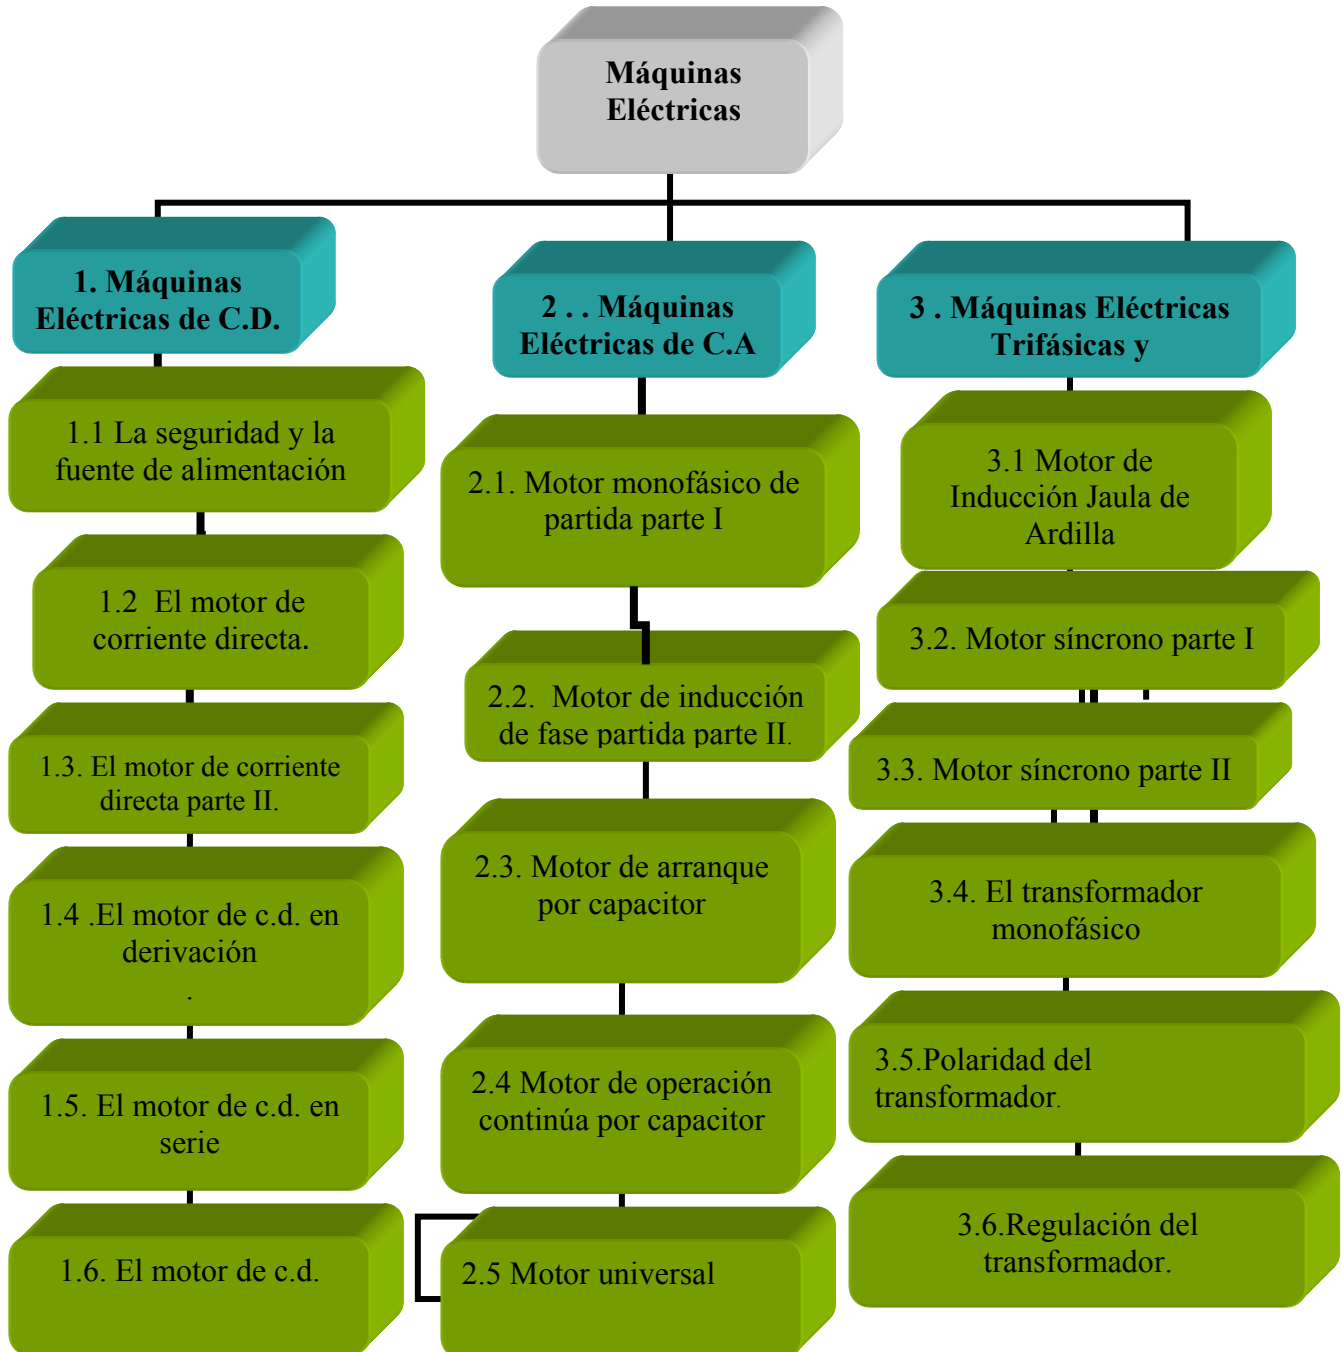 Máquinas
Eléctricas
1. Máquinas
Eléctricas de C.D.
1.1 La seguridad y la
fuente de alimentación
1.2 El motor de
corriente directa.
1.3. El motor de corriente
directa parte II.
1.4 .El motor de c.d. en
derivación
.
1.5. El motor de c.d. en
serie
1.6. El motor de c.d.
2 . . Máquinas
Eléctricas de C.A
2.1. Motor monofásico de
partida parte I
2.2. Motor de inducción
de fase partida parte II.
2.3. Motor de arranque
por capacitor
2.4 Motor de operación
continúa por capacitor
2.5 Motor universal
3 . Máquinas Eléctricas
Trifásicas y
3.1 Motor de
Inducción Jaula de
Ardilla
3.2. Motor síncrono parte I
3.3. Motor síncrono parte II
3.4. El transformador
monofásico
3.5.Polaridad del
transformador.
3.6.Regulación del
transformador.